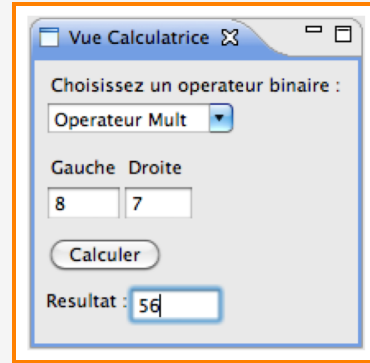 Vue Calculatrice
Choisissez un operateur binaire :
Operateur Mult
Gauche Droite
8 7
Calculer
Resultat : 56